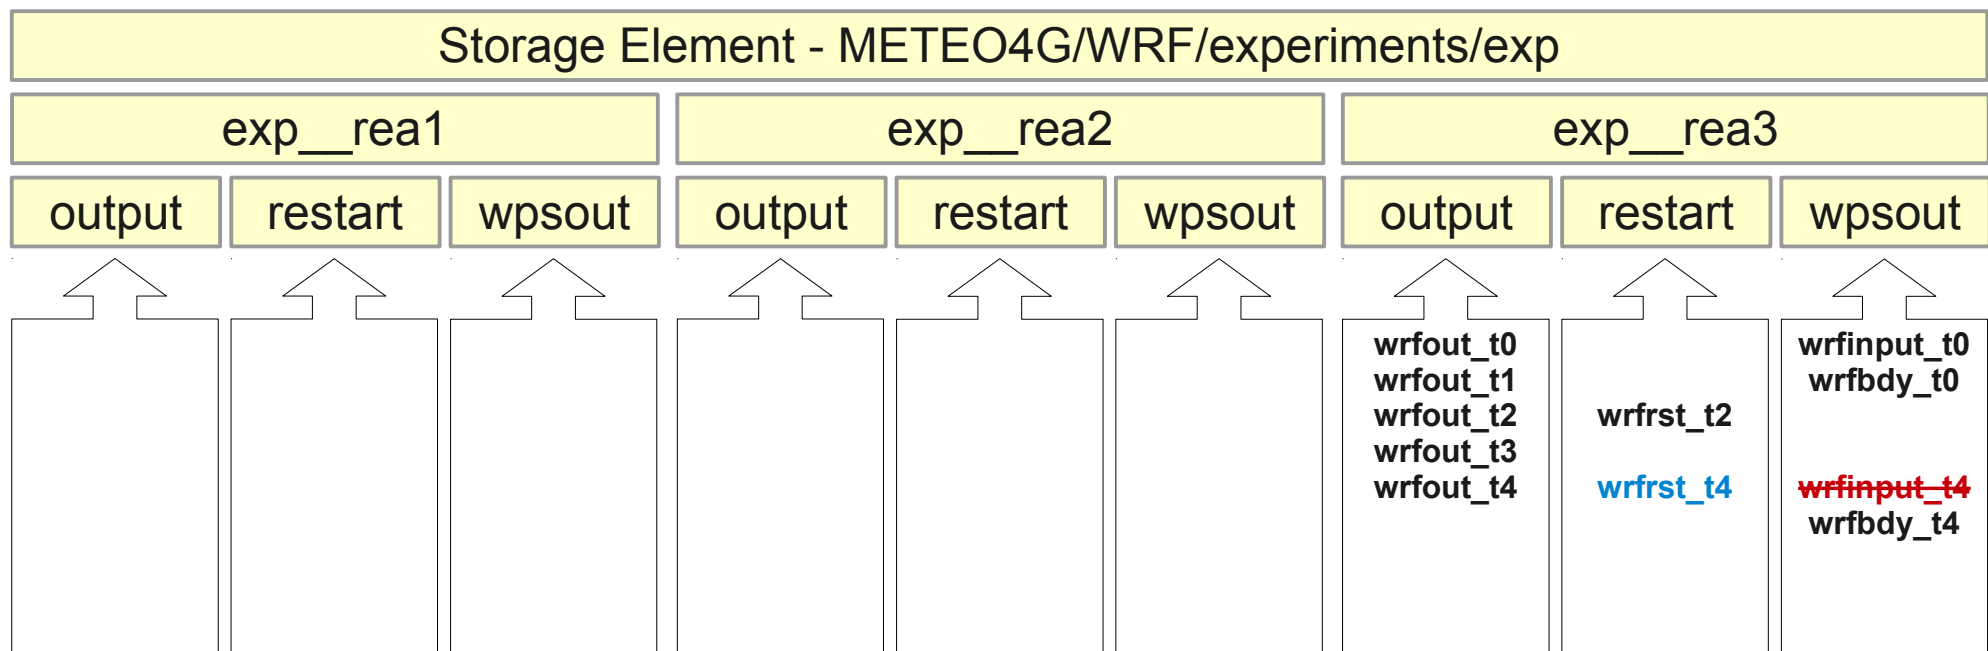 Storage Element - METEO4G/WRF/experiments/exp
exp__rea1
exp__rea2
exp__rea3
output
restart
wpsout
output
restart
wpsout
output
restart
wpsout
wrfout_t0
wrfout_t1
wrfout_t2
wrfout_t3
wrfout_t4
wrfrst_t2
wrfrst_t4
wrfinput_t0
wrfbdy_t0
wrfinput_t4
wrfbdy_t4